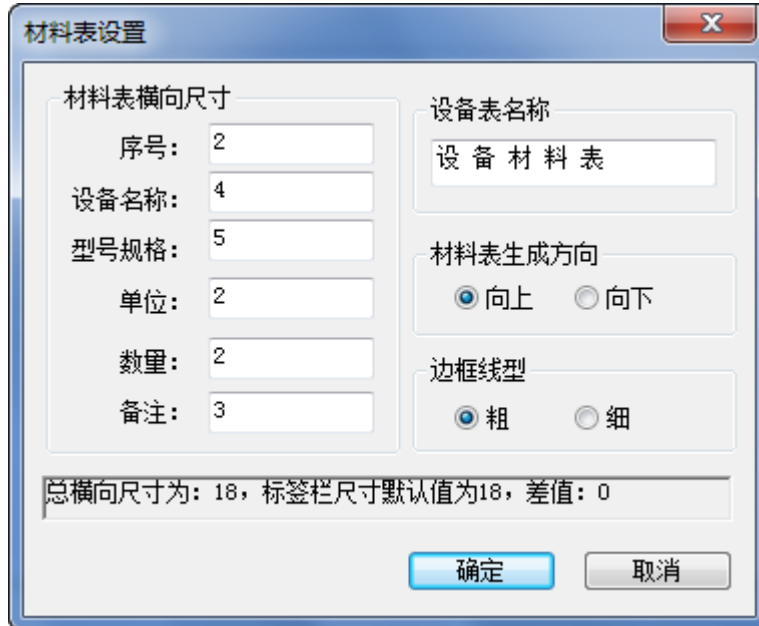 材料表设置
材料表横向尺寸
序号： 2
设备名称： 4
型号规格： 5
单位： 2
数量： 2
备注： 3
设备表名称
设 备 材 料 表
材料表生成方向
向上 向下
边框线型
粗 细
总横向尺寸为：18，标签栏尺寸默认值为18，差值：0
确定 取消